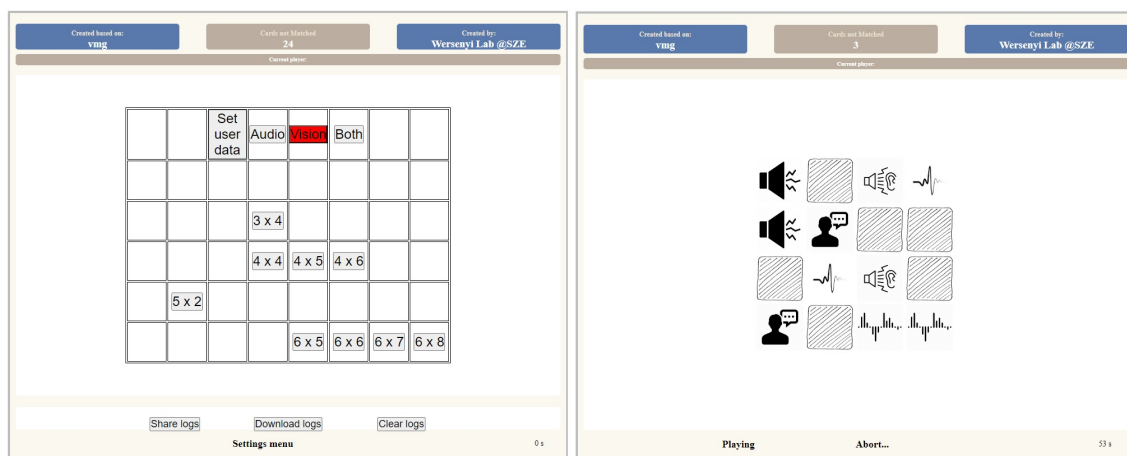 Created based on:
vmg
Cards not Matched
24
Created by:
Wersenyi Lab @SZE
Current player:
Set
user
data
Audio
Vision
Both
3 x 4
4 x 4
4 x 5
4 x 6
5 x 2
6 x 5
6 x 6
6 x 7
6 x 8
Share logs
Download logs
Clear logs
Settings menu
0 s
Created based on:
vmg
Cards not Matched
3
Created by:
Wersenyi Lab @SZE
Current player:
Playing
Abort...
53 s